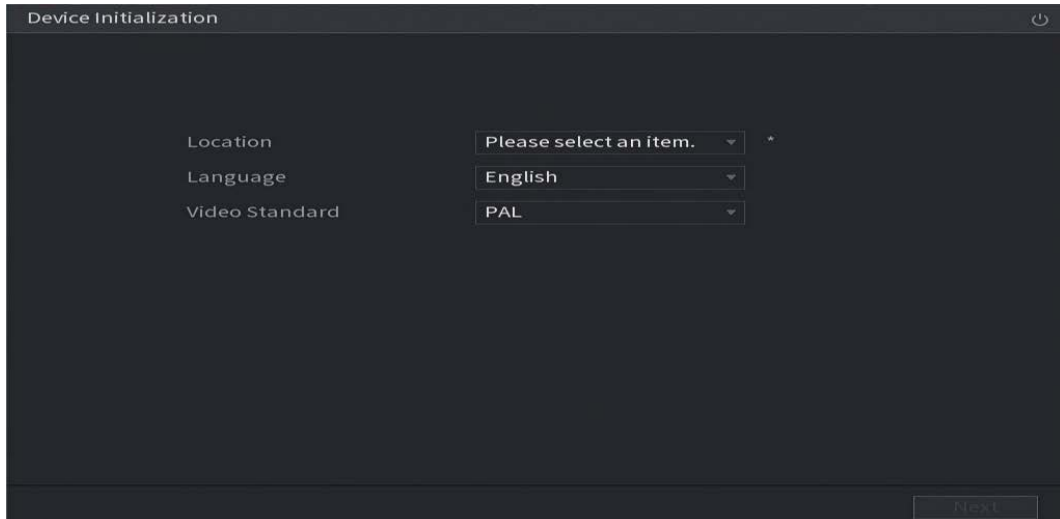 Device Initialization
Location Please select an item. *
Language English
Video Standard PAL
Next